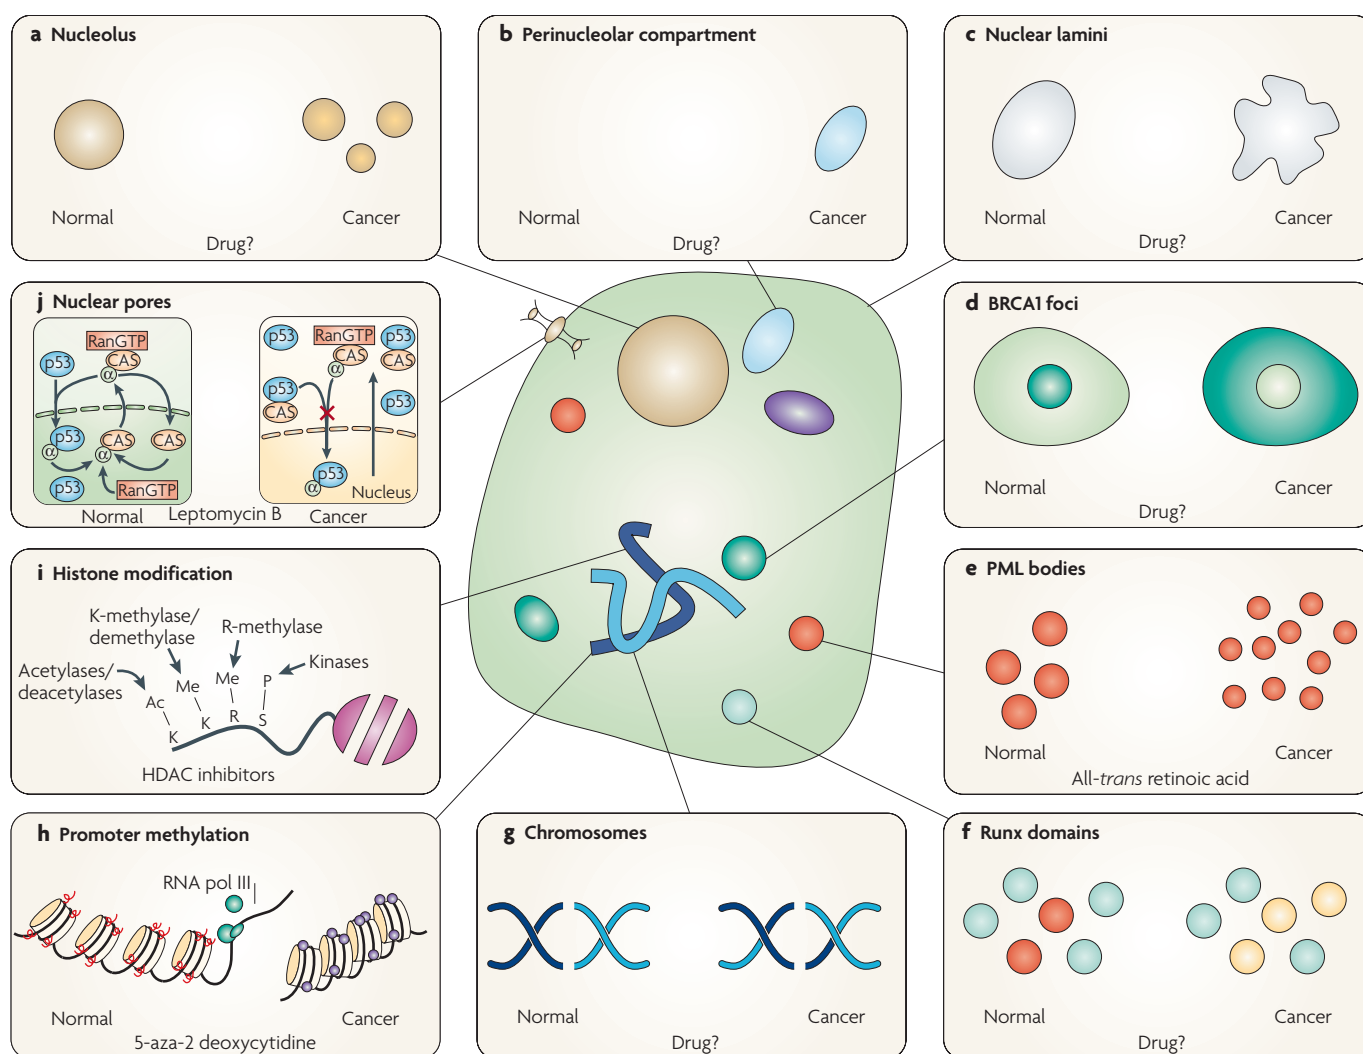 a Nucleolus
Normal
Cancer
Drug?
b Perinucleolar compartment
Normal
Cancer
Drug?
c Nuclear lamini
Normal
Cancer
Drug?
j Nuclear pores
RanGTP
CAS
α
p53
p53
α
CAS
α
CAS
p53
RanGTP
Normal
p53
RanGTP
CAS
α
p53
CAS
p53
CAS
p53
p53
α
Nucleus
Cancer
Leptomycin B
d BRCA1 foci
Normal
Cancer
Drug?
i Histone modification
K-methylase/
demethylase
R-methylase
Acetylases/
deacetylases
Kinases
Ac
Me
Me
P
K
K
R
S
HDAC inhibitors
e PML bodies
Normal
Cancer
All-trans retinoic acid
h Promoter methylation
RNA pol III
Normal
Cancer
5-aza-2 deoxycytidine
g Chromosomes
Normal
Cancer
Drug?
f Runx domains
Normal
Cancer
Drug?